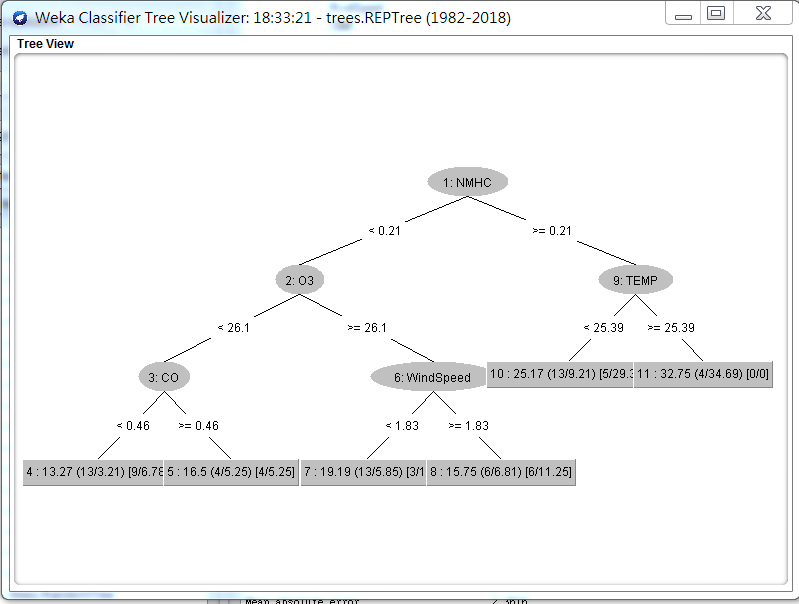 Weka Classifier Tree Visualizer: 18:33:21 - trees.REPTree (1982-2018)
Tree View
1: NMHC
< 0.21
>= 0.21
2: O3
9: TEMP
< 26.1
>= 26.1
< 25.39
>= 25.39
3: CO
6: WindSpeed
10 : 25.17 (13/9.21) [5/29.3
11 : 32.75 (4/34.69) [0/0]
< 0.46
>= 0.46
< 1.83
>= 1.83
4 : 13.27 (13/3.21) [9/6.78
5 : 16.5 (4/5.25) [4/5.25]
7 : 19.19 (13/5.85) [3/1
8 : 15.75 (6/6.81) [6/11.25]
Mean absolute error